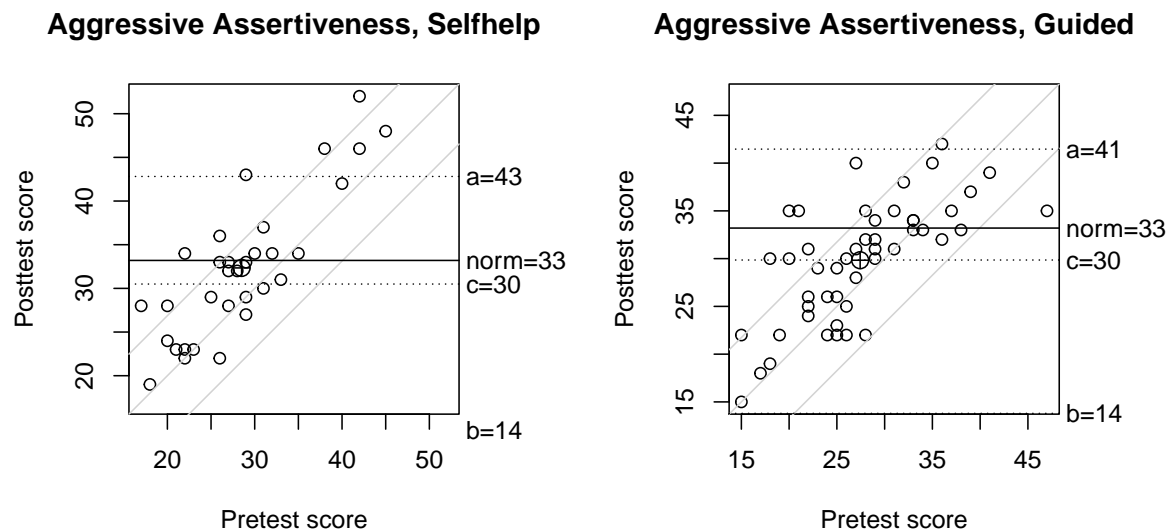 Aggressive Assertiveness, Selfhelp
Posttest score
50
40
30
20
a=43
norm=33
c=30
b=14
20 30 40 50
Pretest score
Aggressive Assertiveness, Guided
Posttest score
45
35
25
15
a=41
norm=33
c=30
b=14
15 25 35 45
Pretest score